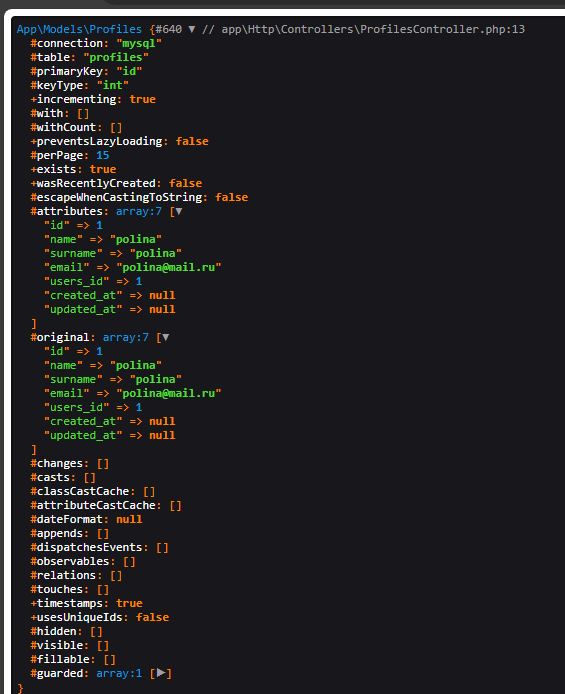 App\Models\Profiles {#640 ▼ // app\Http\Controllers\ProfilesController.php:13
#connection: "mysql"
#table: "profiles"
#primaryKey: "id"
#keyType: "int"
+incrementing: true
#with: []
#withCount: []
+preventsLazyLoading: false
#perPage: 15
+exists: true
+wasRecentlyCreated: false
#escapeWhenCastingToString: false
#attributes: array:7 [▼
"id" => 1
"name" => "polina"
"surname" => "polina"
"email" => "polina@mail.ru"
"users_id" => 1
"created_at" => null
"updated_at" => null
]
#original: array:7 [▼
"id" => 1
"name" => "polina"
"surname" => "polina"
"email" => "polina@mail.ru"
"users_id" => 1
"created_at" => null
"updated_at" => null
]
#changes: []
#casts: []
#classCastCache: []
#attributeCastCache: []
#dateFormat: null
#appends: []
#dispatchesEvents: []
#observables: []
#relations: []
#touches: []
+timestamps: true
+usesUniqueIds: false
#hidden: []
#visible: []
#fillable: []
#guarded: array:1 [▶]
}